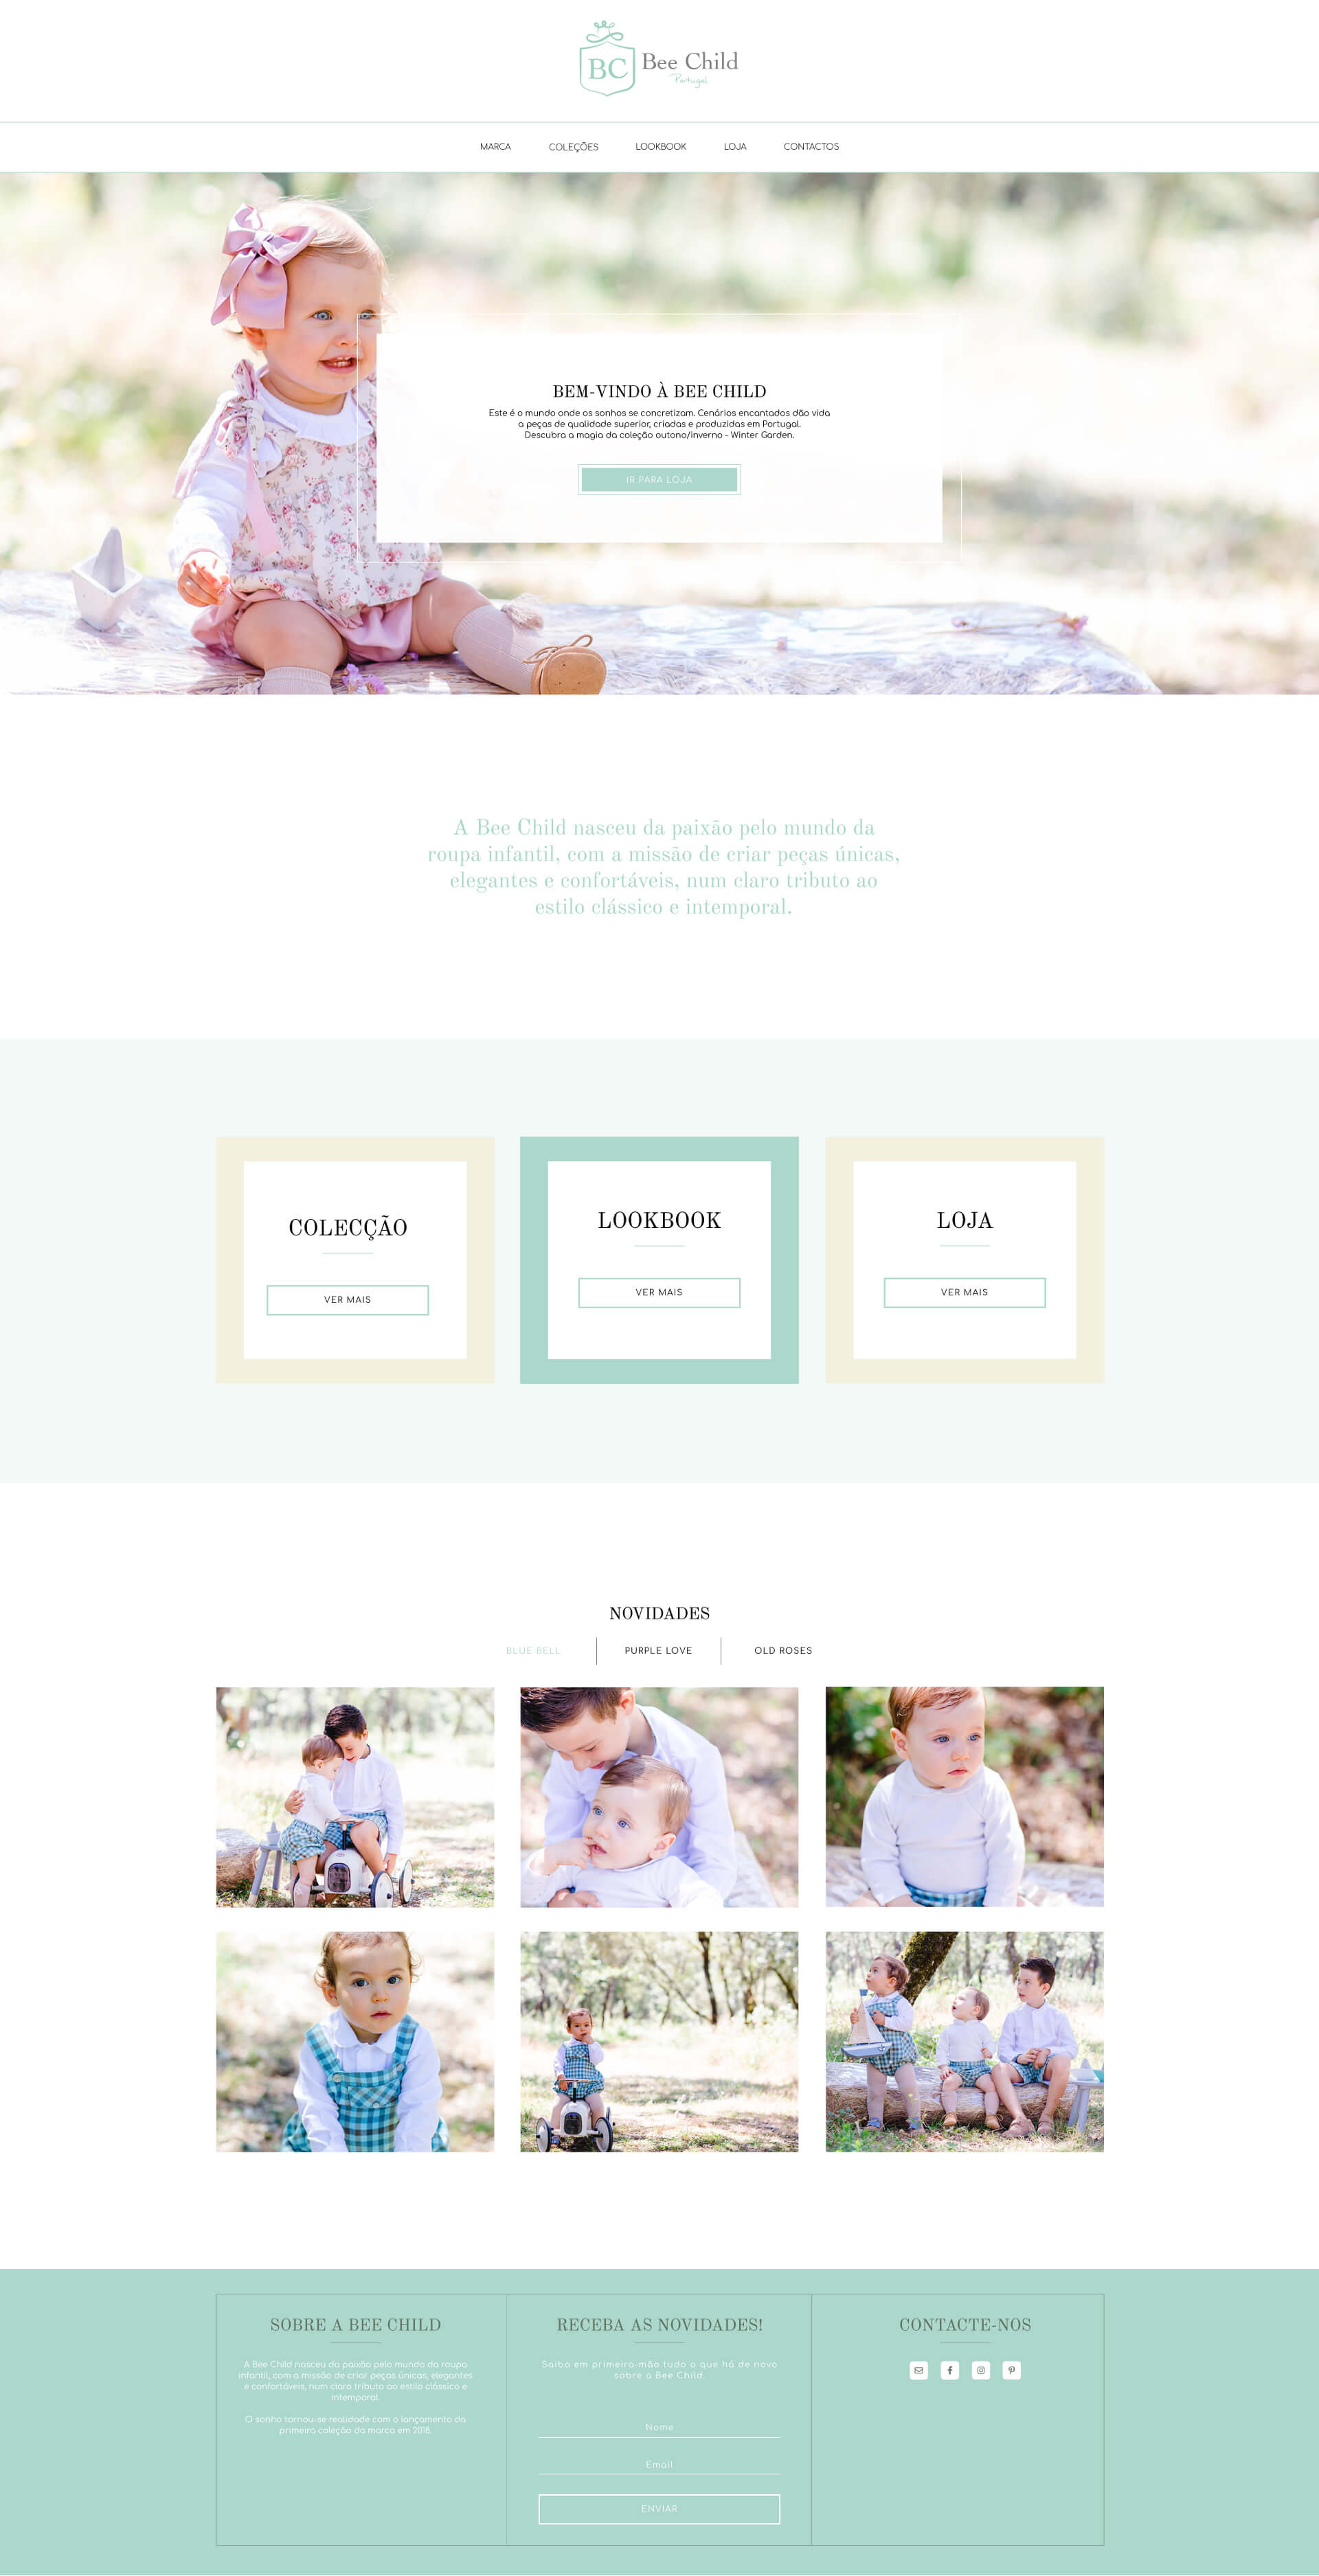 BC
Bee Child
Portugal
MARCA
COLEÇÕES
LOOKBOOK
LOJA
CONTACTOS
BEM-VINDO À BEE CHILD
Este é o mundo onde os sonhos se concretizam. Cenários encantados dão vida
a peças de qualidade superior, criadas e produzidas em Portugal.
Descubra a magia da coleção outono/inverno - Winter Garden.
IR PARA LOJA
A Bee Child nasceu da paixão pelo mundo da
roupa infantil, com a missão de criar peças únicas,
elegantes e confortáveis, num claro tributo ao
estilo clássico e intemporal.
COLECÇÃO
VER MAIS
LOOKBOOK
VER MAIS
LOJA
VER MAIS
NOVIDADES
BLUE BELL
PURPLE LOVE
OLD ROSES
SOBRE A BEE CHILD
A Bee Child nasceu da paixão pelo mundo da roupa
infantil, com a missão de criar peças únicas, elegantes
e confortáveis, num claro tributo ao estilo clássico e
intemporal.
O sonho tornou-se realidade com o lançamento da
primeira coleção da marca em 2018.
RECEBA AS NOVIDADES!
Saiba em primeira-mão tudo o que há de novo
sobre a Bee Child.
Nome
Email
ENVIAR
CONTACTE-NOS